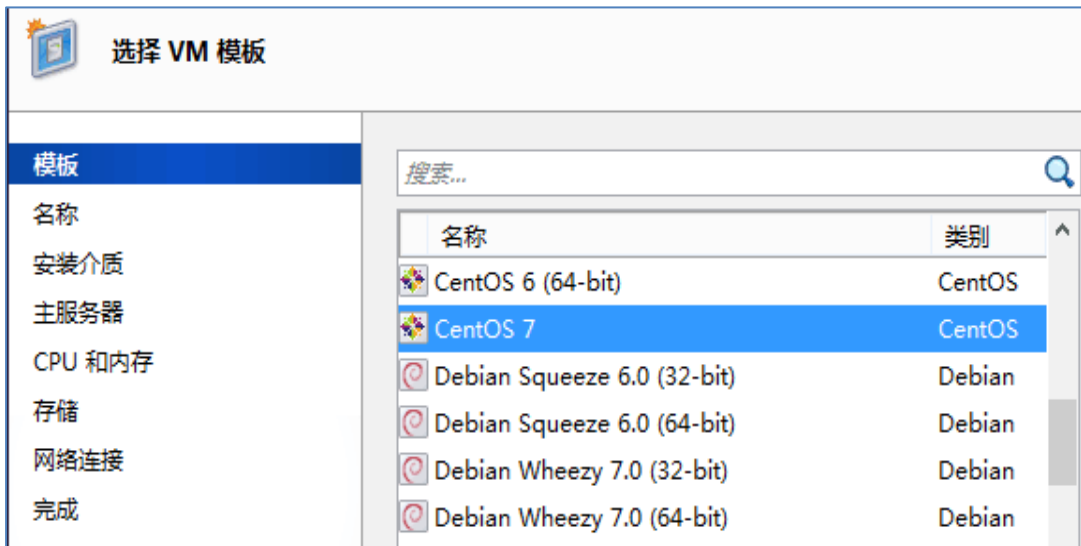 选择 VM 模板
模板
名称
安装介质
主服务器
CPU 和内存
存储
网络连接
完成
搜索...
名称 类别
CentOS 6 (64-bit) CentOS
CentOS 7 CentOS
Debian Squeeze 6.0 (32-bit) Debian
Debian Squeeze 6.0 (64-bit) Debian
Debian Wheezy 7.0 (32-bit) Debian
Debian Wheezy 7.0 (64-bit) Debian